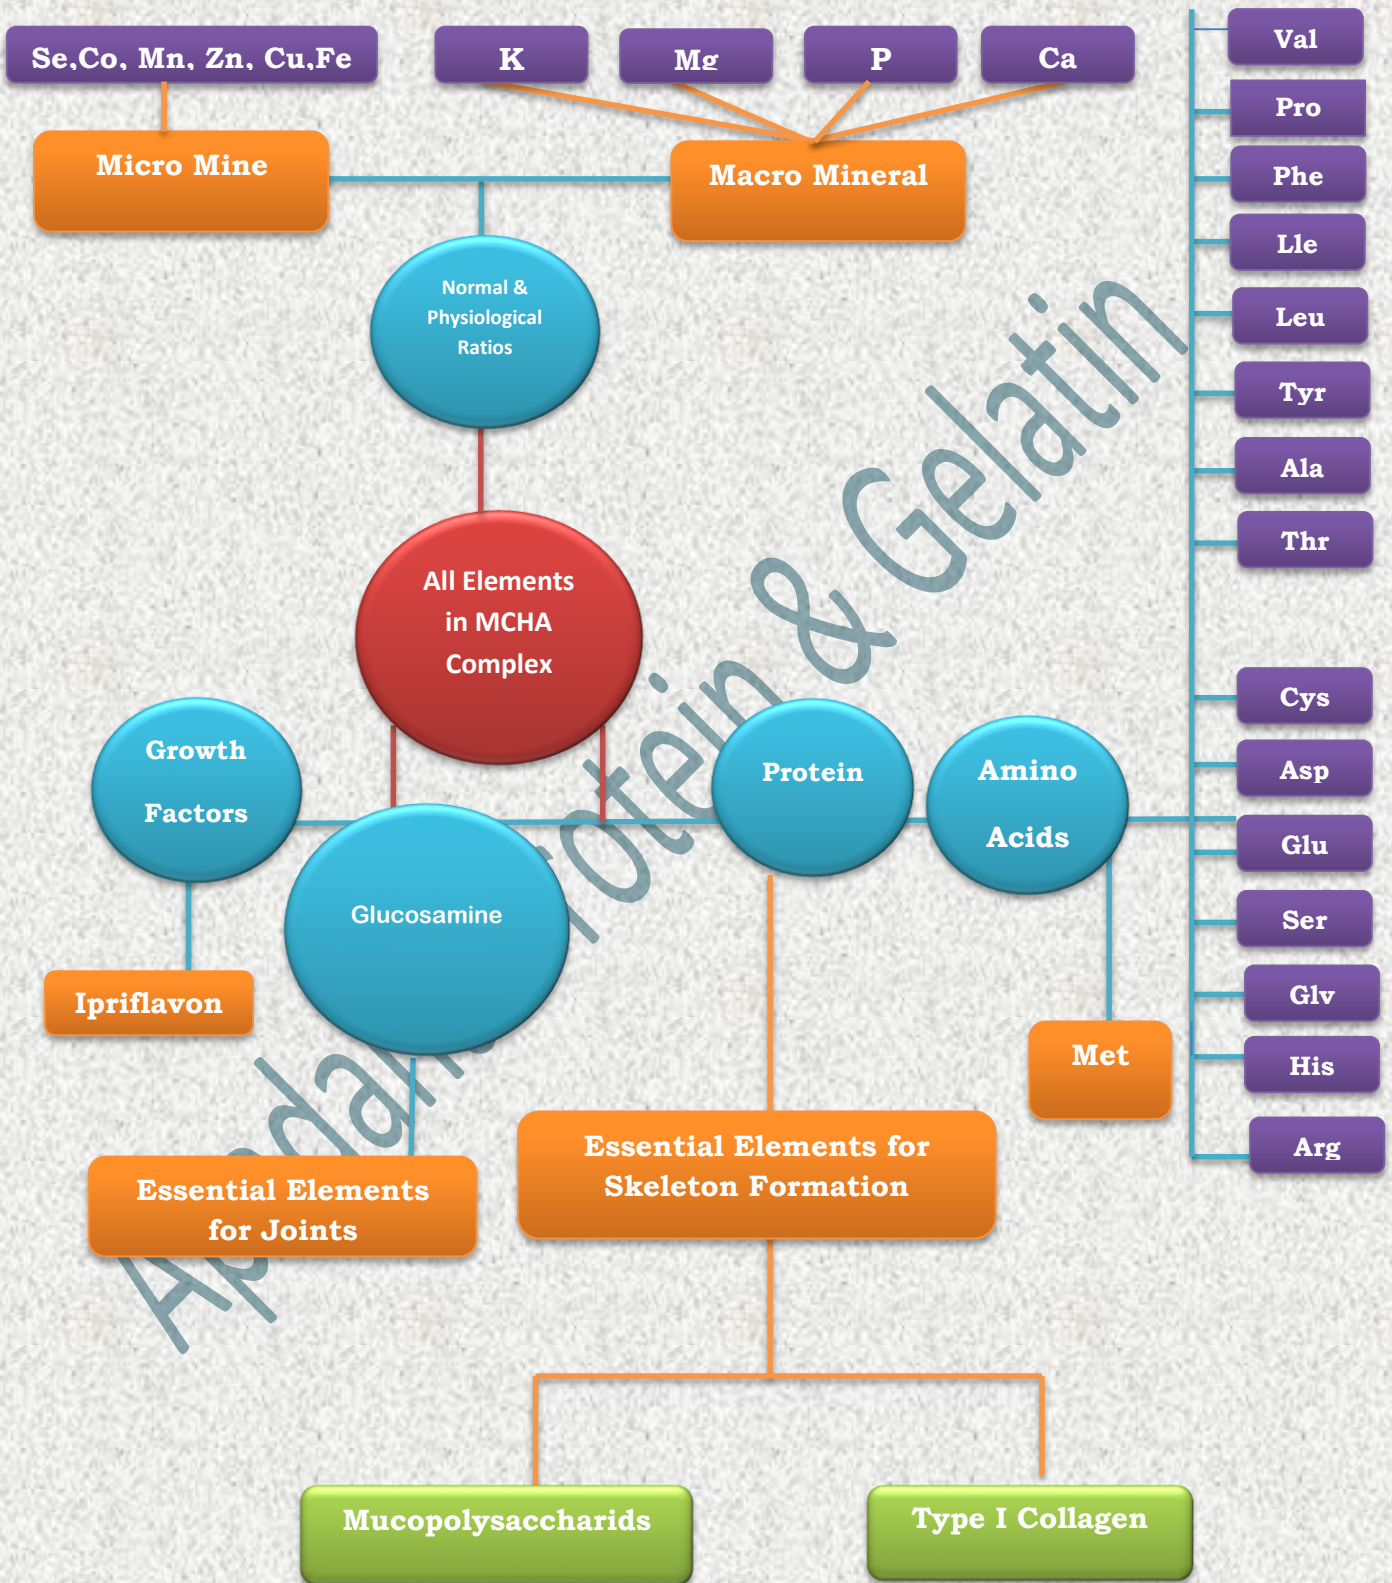 Se,Co, Mn, Zn, Cu,Fe
K
Mg
P
Ca
Micro Mine
Macro Mineral
Normal &
Physiological
Ratios
All Elements
in MCHA
Complex
Growth
Factors
Glucosamine
Protein
Amino
Acids
Ipriflavon
Met
Essential Elements
for Joints
Essential Elements for
Skeleton Formation
Mucopolysaccharids
Type I Collagen
Val
Pro
Phe
Lle
Leu
Tyr
Ala
Thr
Cys
Asp
Glu
Ser
Glv
His
Arg
& Gelatin